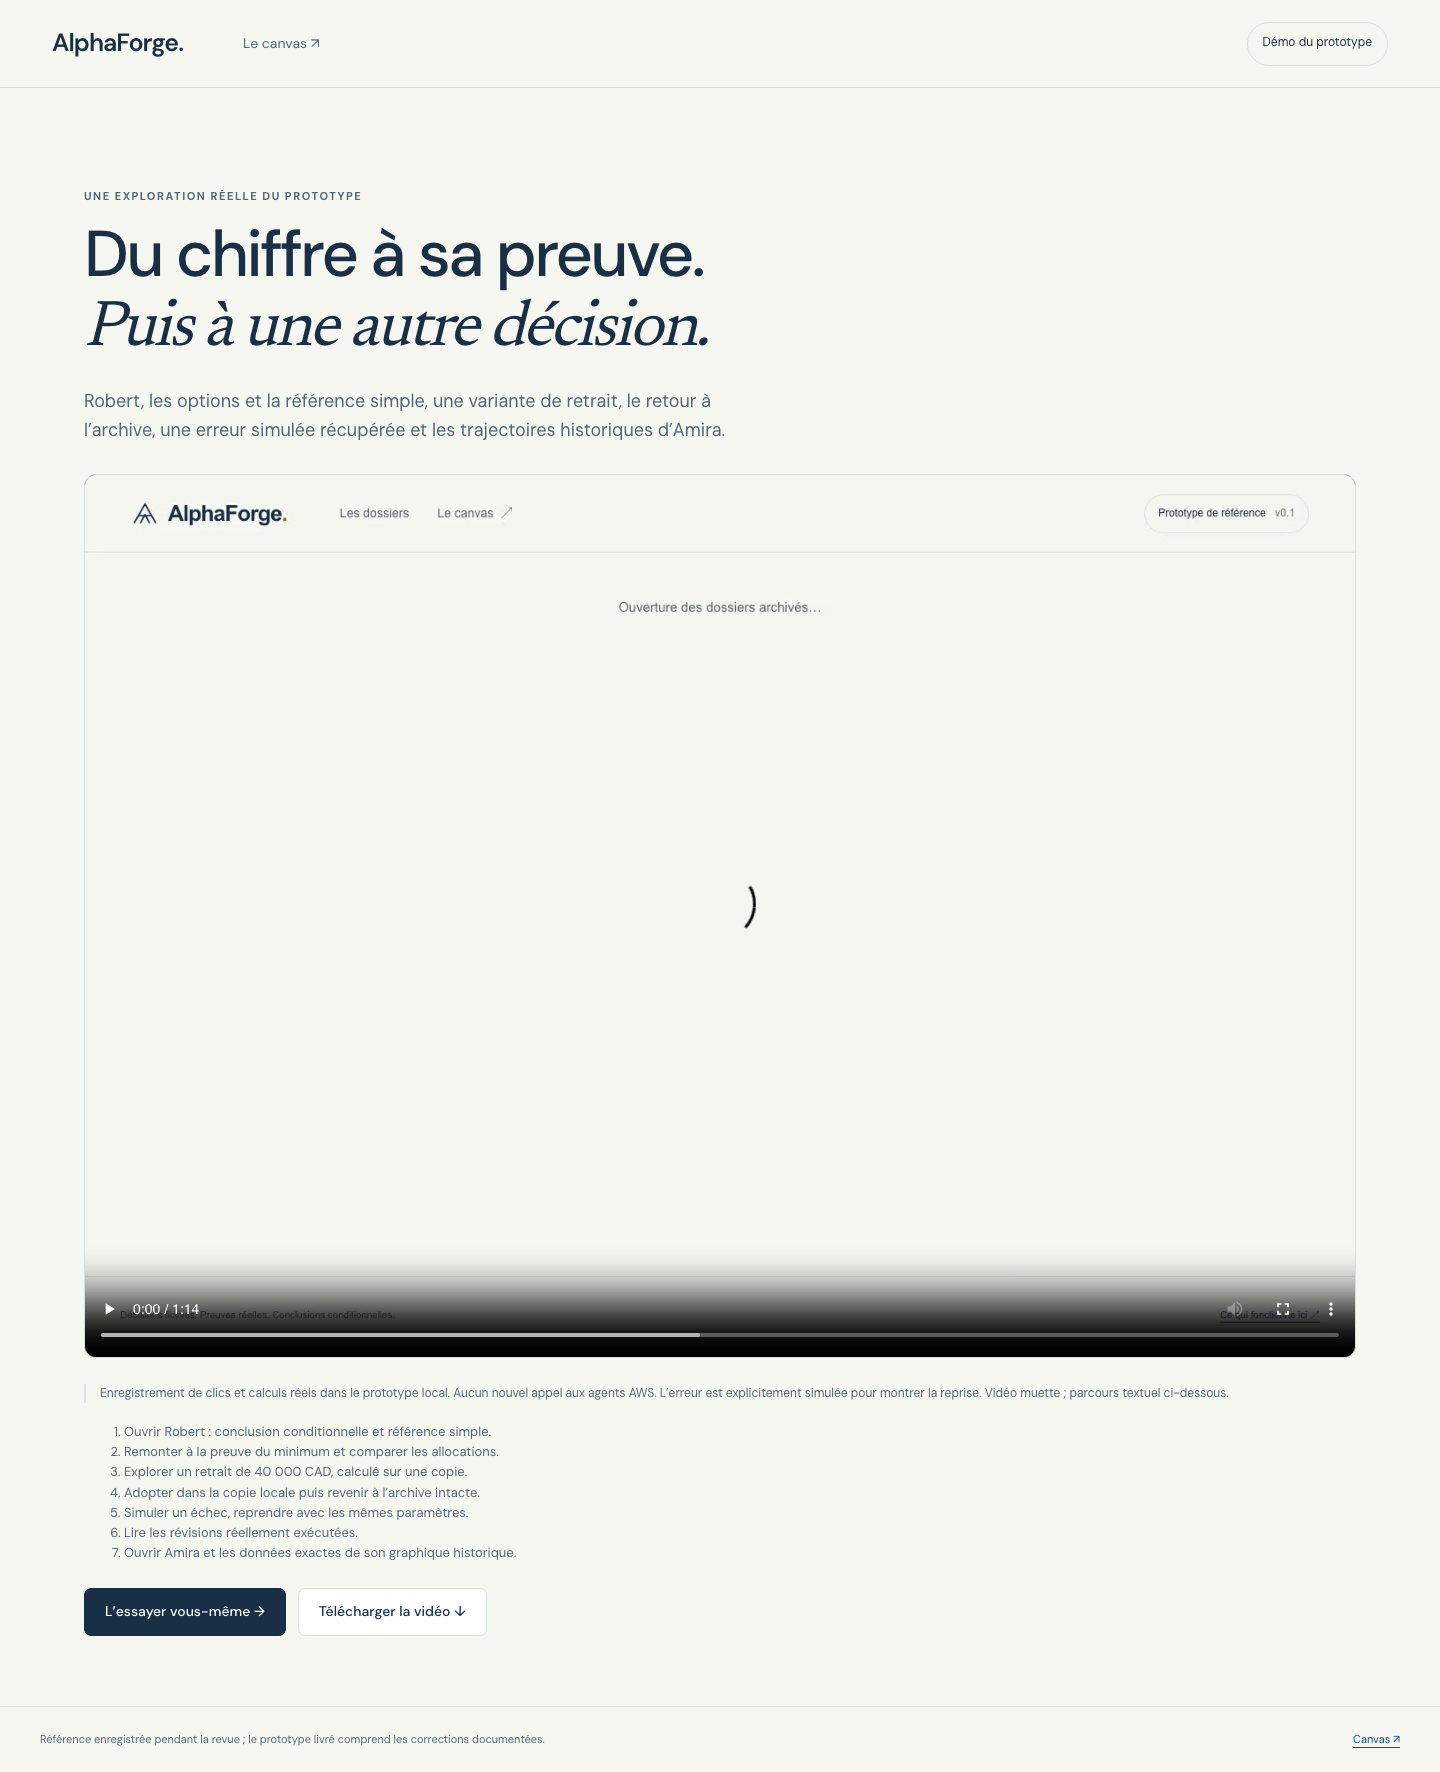 AlphaForge.
Le canvas ↗
Démo du prototype
UNE EXPLORATION RÉELLE DU PROTOTYPE
Du chiffre à sa preuve.
Puis à une autre décision.
Robert, les options et la référence simple, une variante de retrait, le retour à
l’archive, une erreur simulée récupérée et les trajectoires historiques d’Amira.
AlphaForge.
Les dossiers
Le canvas ↗
Prototype de référence v0.1
Ouverture des dossiers archivés…
0:00 / 1:14
Preuves réelles. Conclusions conditionnelles.
Ce qui fonctionne ici ↗
Enregistrement de clics et calculs réels dans le prototype local. Aucun nouvel appel aux agents AWS. L’erreur est explicitement simulée pour montrer la reprise. Vidéo muette ; parcours textuel ci-dessous.
1. Ouvrir Robert : conclusion conditionnelle et référence simple.
2. Remonter à la preuve du minimum et comparer les allocations.
3. Explorer un retrait de 40 000 CAD, calculé sur une copie.
4. Adopter dans la copie locale puis revenir à l’archive intacte.
5. Simuler un échec, reprendre avec les mêmes paramètres.
6. Lire les révisions réellement exécutées.
7. Ouvrir Amira et les données exactes de son graphique historique.
L’essayer vous-même →
Télécharger la vidéo ↓
Référence enregistrée pendant la revue ; le prototype livré comprend les corrections documentées.
Canvas ↗